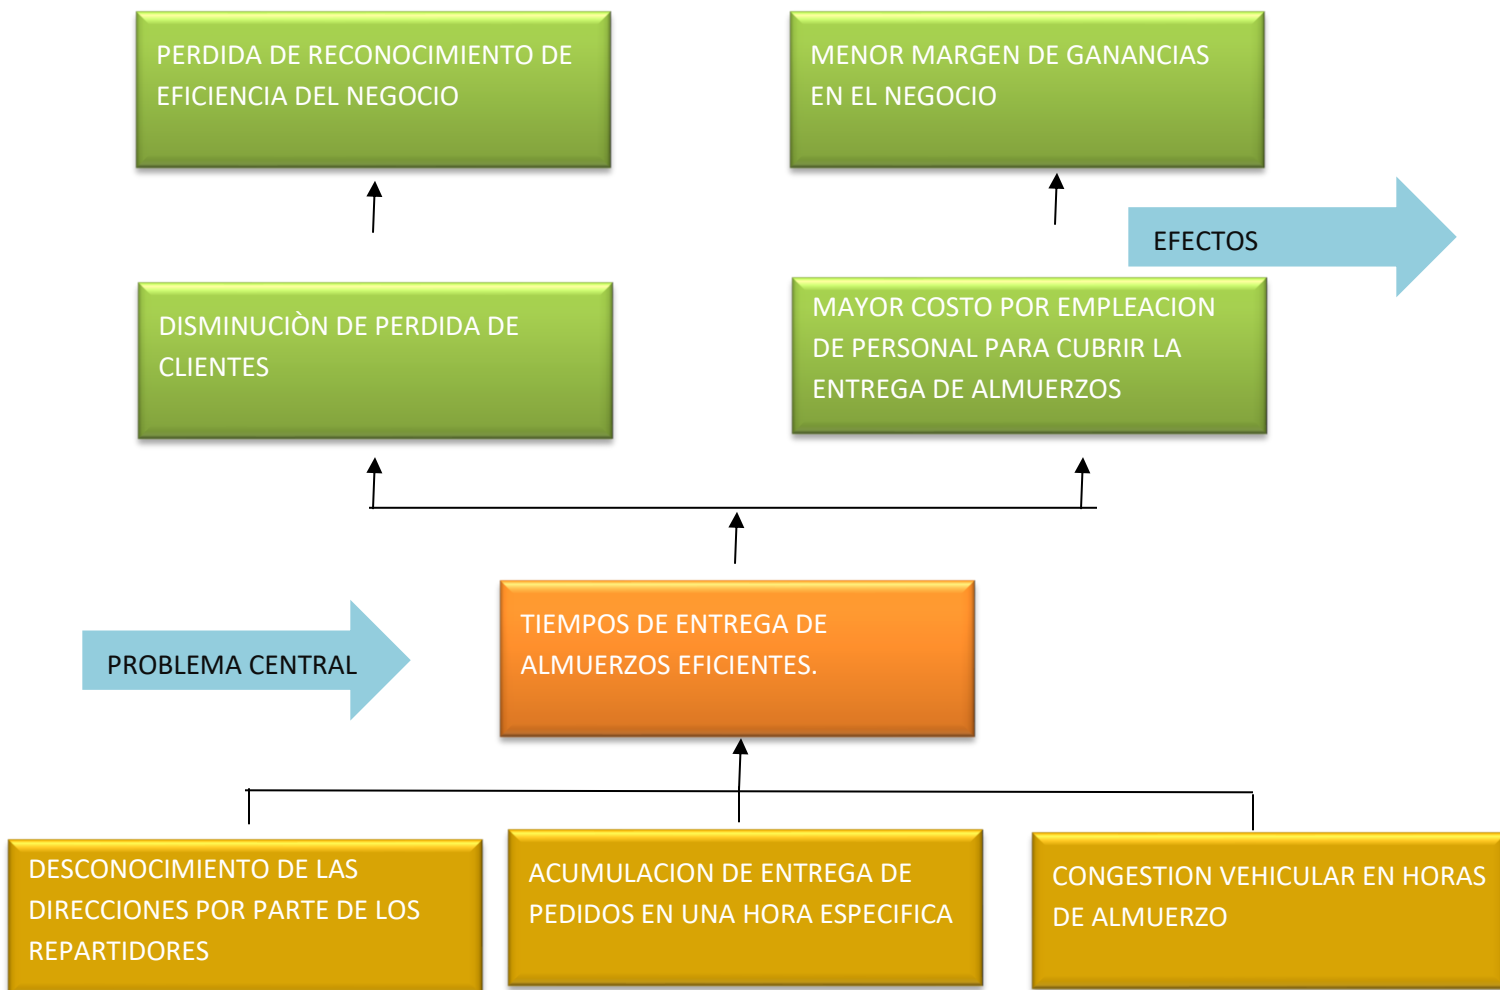 PERDIDA DE RECONOCIMIENTO DE
EFICIENCIA DEL NEGOCIO
MENOR MARGEN DE GANANCIAS
EN EL NEGOCIO
EFECTOS
DISMINUCIÒN DE PERDIDA DE
CLIENTES
MAYOR COSTO POR EMPLEACION
DE PERSONAL PARA CUBRIR LA
ENTREGA DE ALMUERZOS
PROBLEMA CENTRAL
TIEMPOS DE ENTREGA DE
ALMUERZOS EFICIENTES.
DESCONOCIMIENTO DE LAS
DIRECCIONES POR PARTE DE LOS
REPARTIDORES
ACUMULACION DE ENTREGA DE
PEDIDOS EN UNA HORA ESPECIFICA
CONGESTION VEHICULAR EN HORAS
DE ALMUERZO